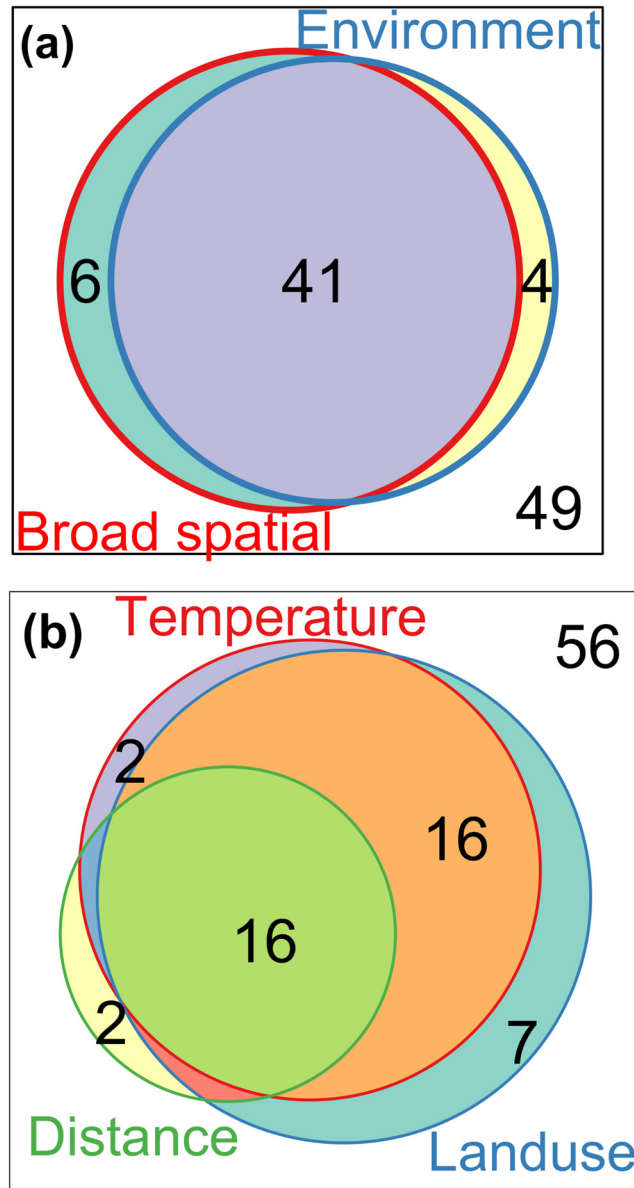 (a)
Environment
6
41
4
49
Broad spatial
(b)
Temperature
56
2
16
16
2
7
Distance
Landuse